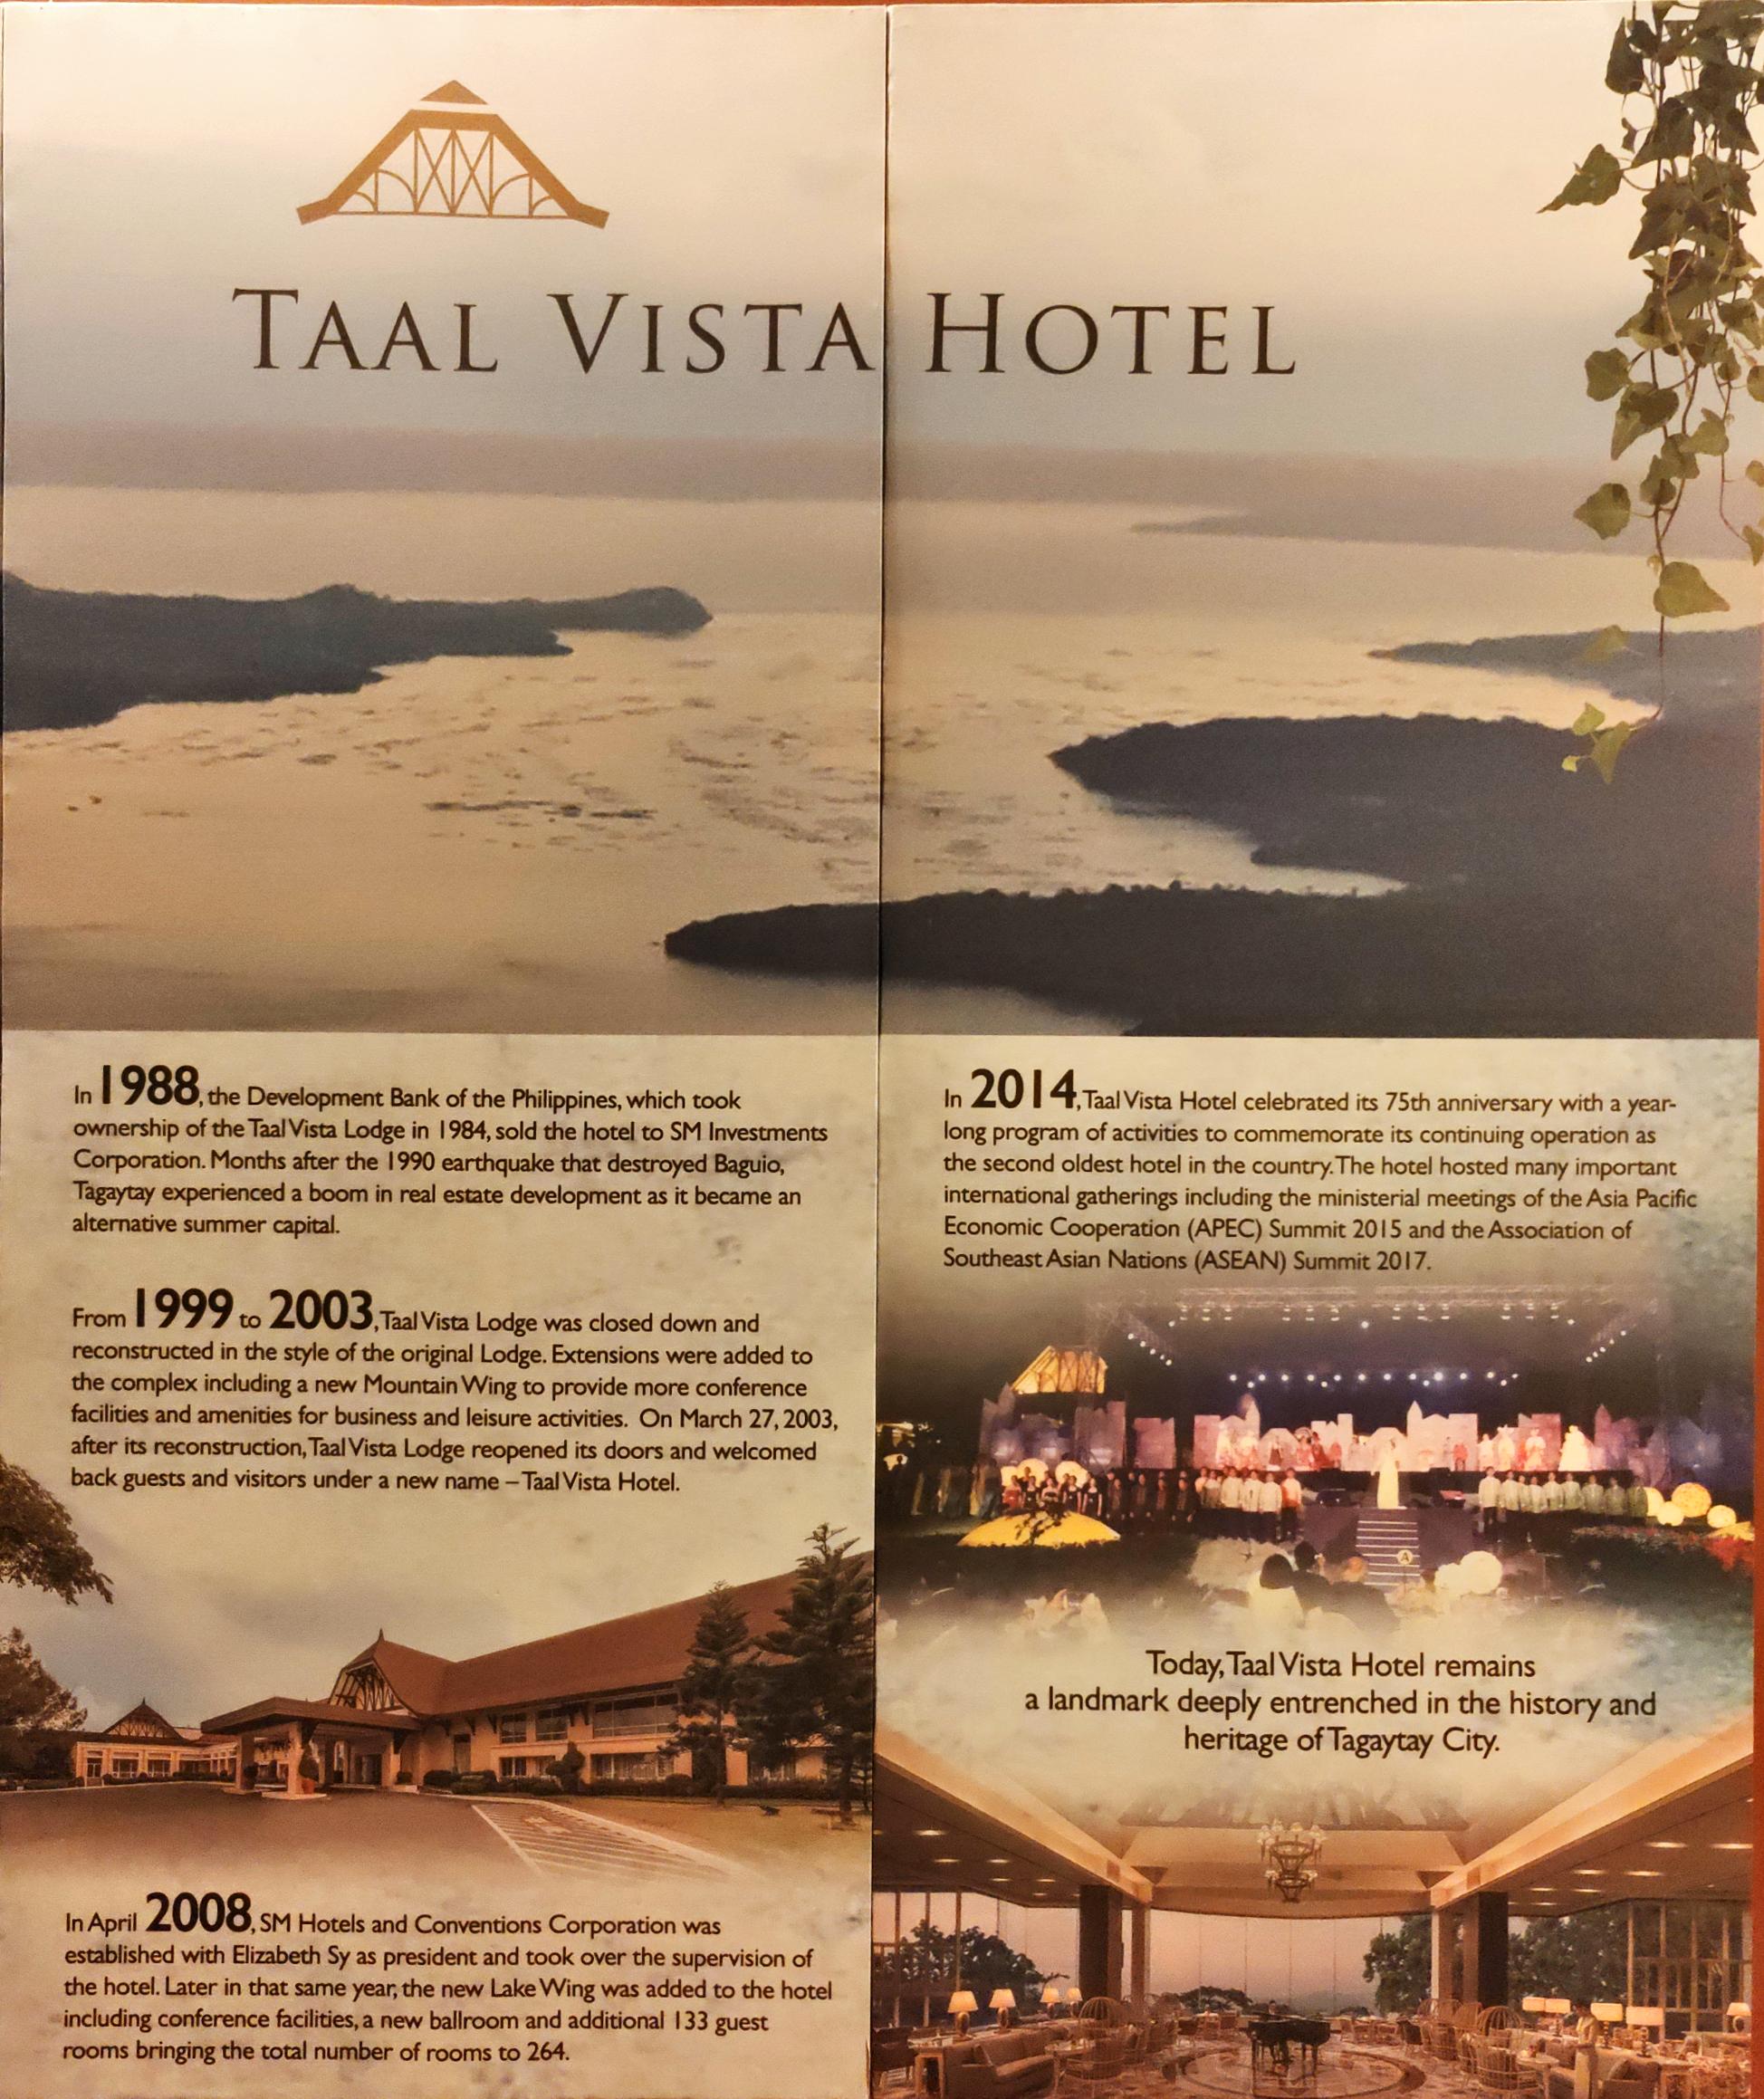 TAAL VISTA HOTEL
In 1988, the Development Bank of the Philippines, which took
ownership of the Taal Vista Lodge in 1984, sold the hotel to SM Investments
Corporation. Months after the 1990 earthquake that destroyed Baguio,
Tagaytay experienced a boom in real estate development as it became an
alternative summer capital.
From 1999 to 2003, Taal Vista Lodge was closed down and
reconstructed in the style of the original Lodge. Extensions were added to
the complex including a new Mountain Wing to provide more conference
facilities and amenities for business and leisure activities. On March 27, 2003,
after its reconstruction, Taal Vista Lodge reopened its doors and welcomed
back guests and visitors under a new name – Taal Vista Hotel.
In April 2008, SM Hotels and Conventions Corporation was
established with Elizabeth Sy as president and took over the supervision of
the hotel. Later in that same year, the new Lake Wing was added to the hotel
including conference facilities, a new ballroom and additional 133 guest
rooms bringing the total number of rooms to 264.
In 2014, Taal Vista Hotel celebrated its 75th anniversary with a year-
long program of activities to commemorate its continuing operation as
the second oldest hotel in the country. The hotel hosted many important
international gatherings including the ministerial meetings of the Asia Pacific
Economic Cooperation (APEC) Summit 2015 and the Association of
Southeast Asian Nations (ASEAN) Summit 2017.
Today, Taal Vista Hotel remains
a landmark deeply entrenched in the history and
heritage of Tagaytay City.